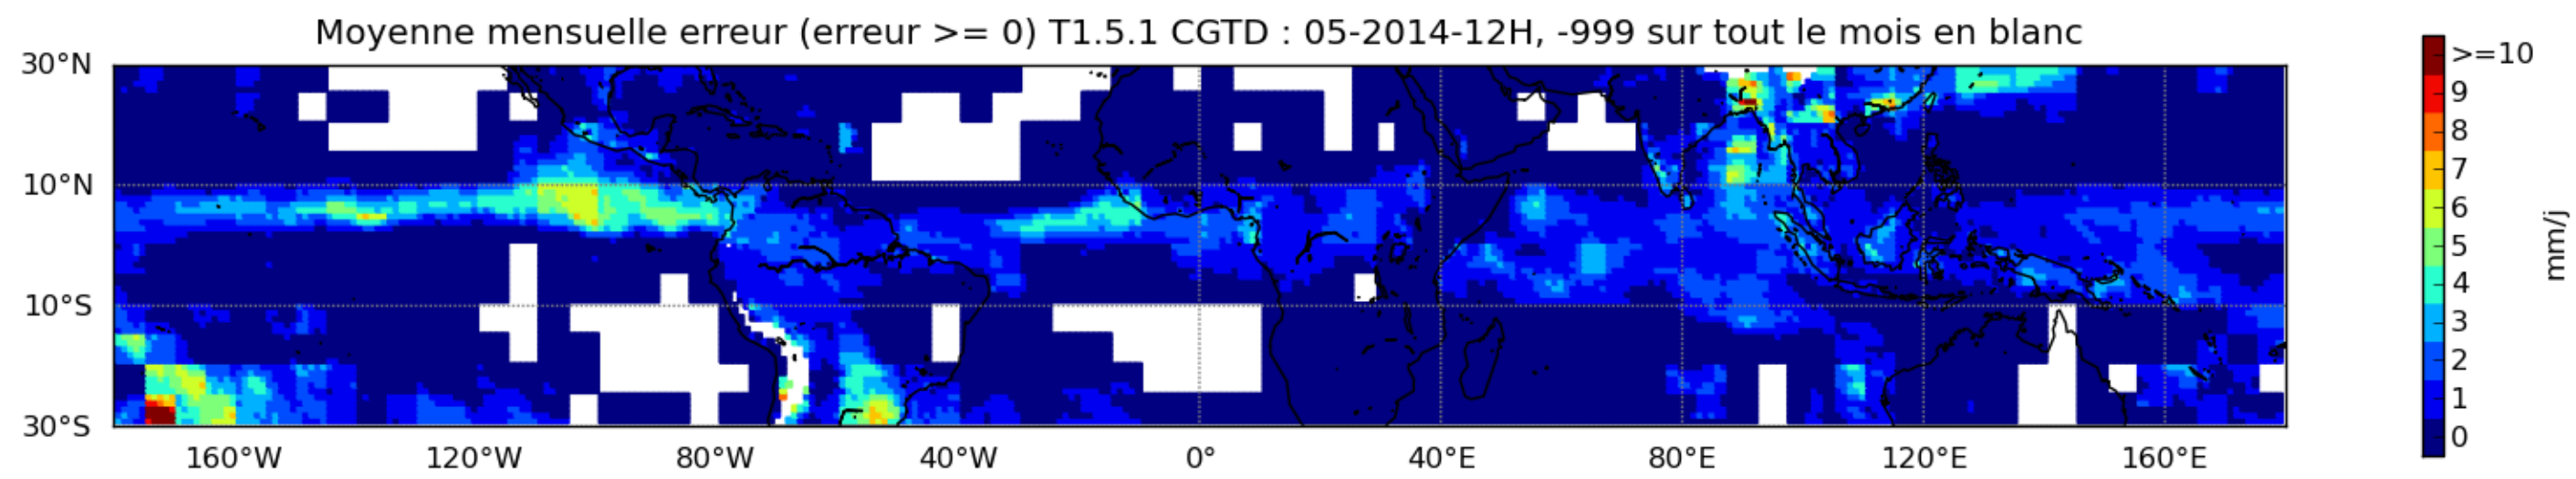 Moyenne mensuelle erreur (erreur >= 0) T1.5.1 CGTD : 05-2014-12H, -999 sur tout le mois en blanc
30°N
10°N
10°S
30°S
160°W 120°W 80°W 40°W 0° 40°E 80°E 120°E 160°E
>=10
9
8
7
6
5
4
3
2
1
0
mm/j